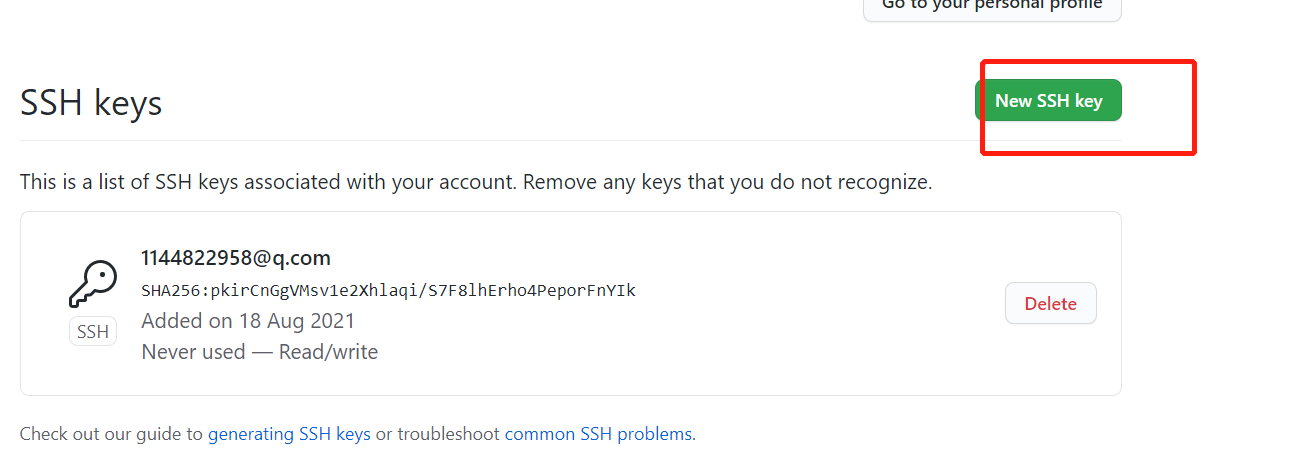 Go to your personal profile
SSH keys
New SSH key
This is a list of SSH keys associated with your account. Remove any keys that you do not recognize.
1144822958@q.com
SHA256:pkirCnGgVMsv1e2Xhlaqi/S7F8lhErho4PeporFnYIk
Added on 18 Aug 2021
Never used — Read/write
SSH
Delete
Check out our guide to generating SSH keys or troubleshoot common SSH problems.